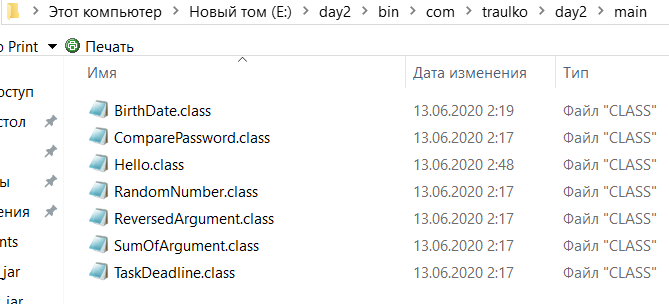 Этот компьютер > Новый том (E:) > day2 > bin > com > traulko > day2 > main
Print ▼ Печать
Имя Дата изменения Тип
BirthDate.class 13.06.2020 2:19 Файл "CLASS"
ComparePassword.class 13.06.2020 2:17 Файл "CLASS"
Hello.class 13.06.2020 2:48 Файл "CLASS"
RandomNumber.class 13.06.2020 2:17 Файл "CLASS"
ReversedArgument.class 13.06.2020 2:17 Файл "CLASS"
SumOfArgument.class 13.06.2020 2:17 Файл "CLASS"
TaskDeadline.class 13.06.2020 2:17 Файл "CLASS"
оступ
стол
ы
ения
nts
_jar